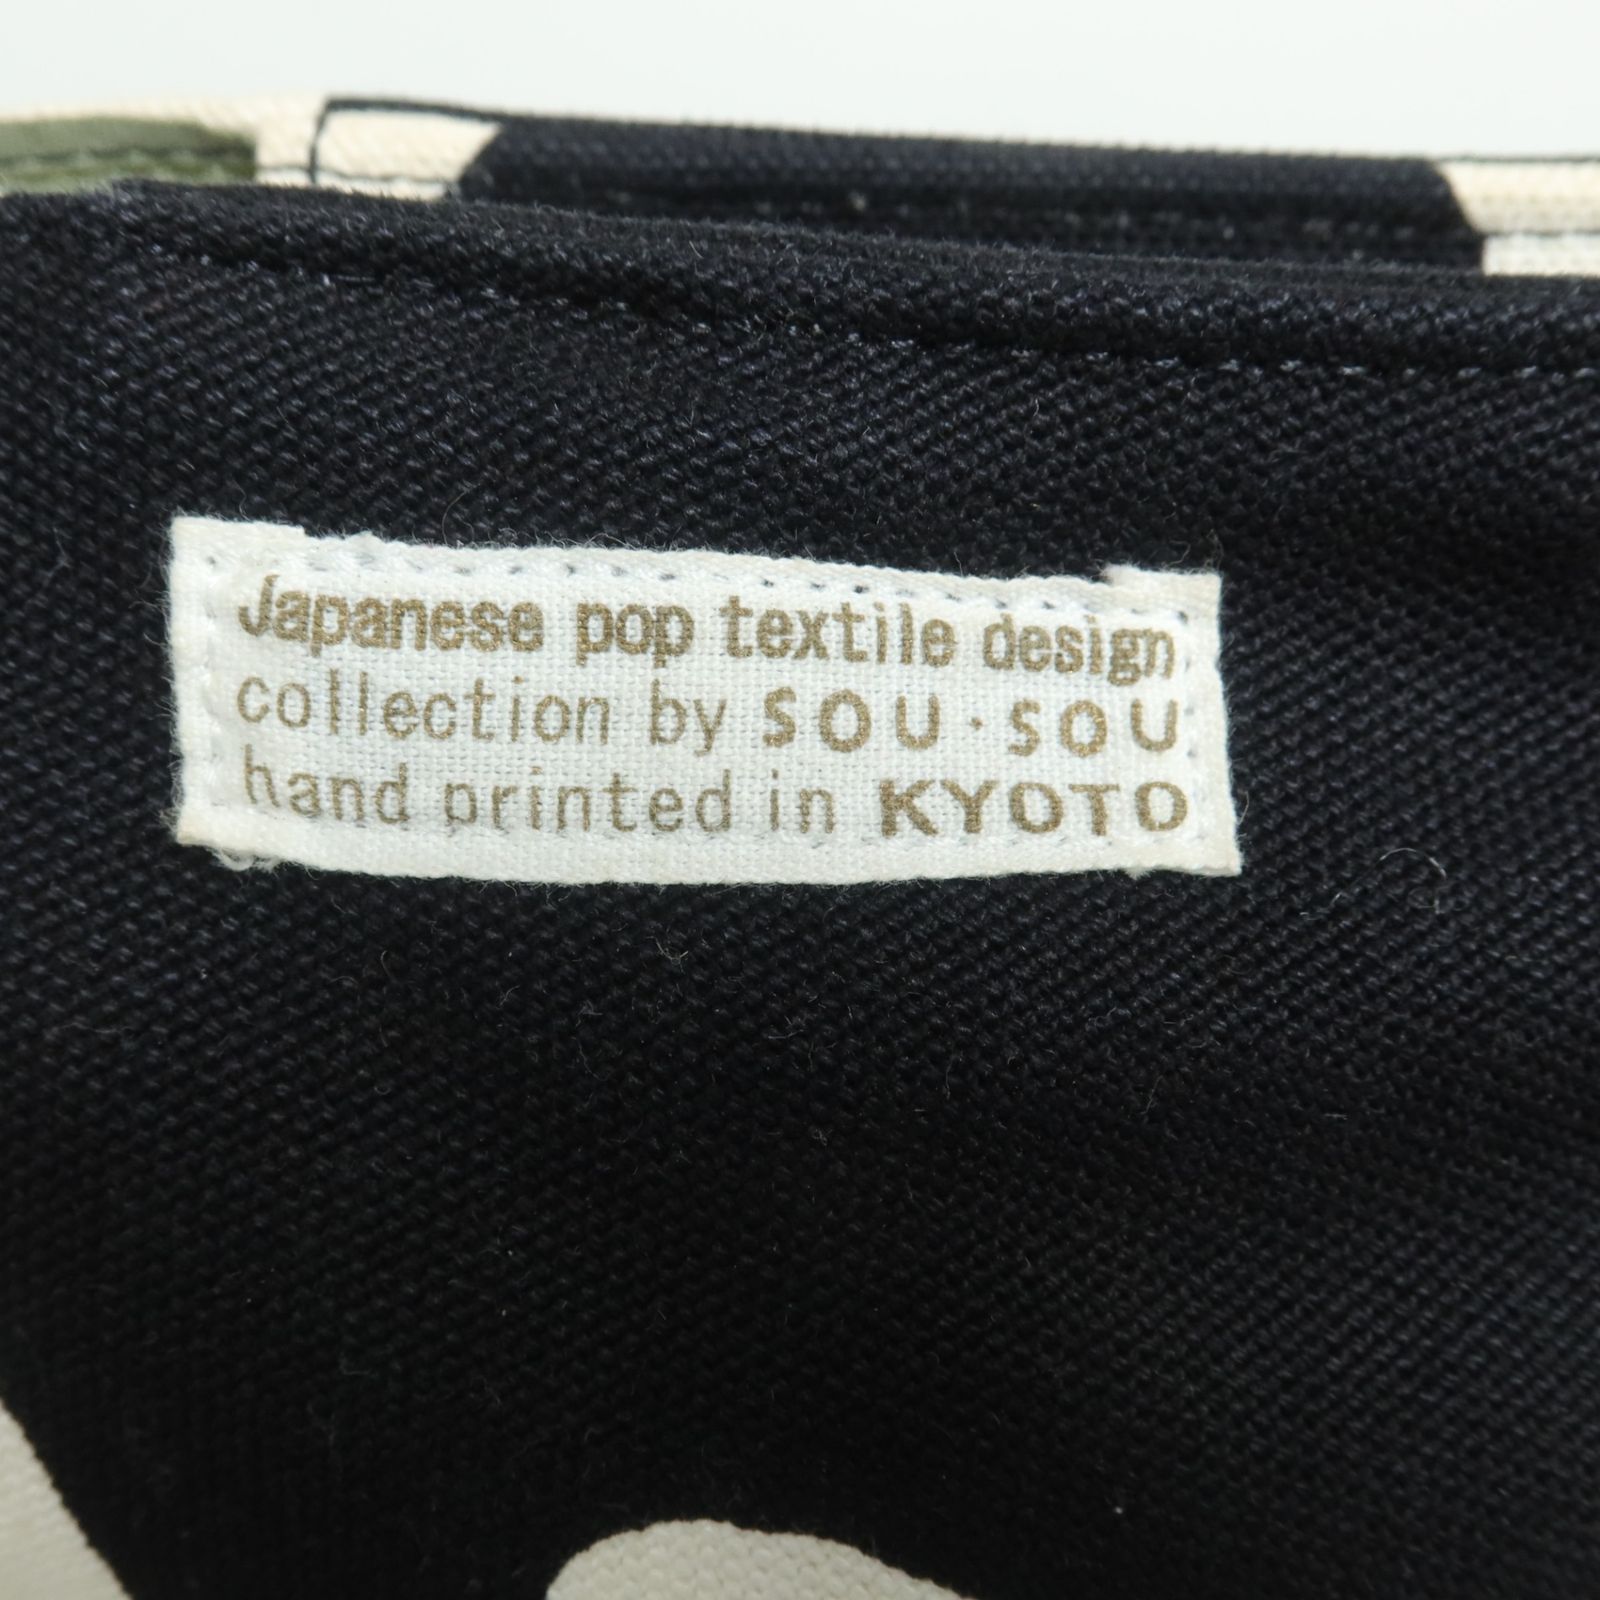 Japanese pop textile design
collection by SOU・SOU
hand printed in KYOTO